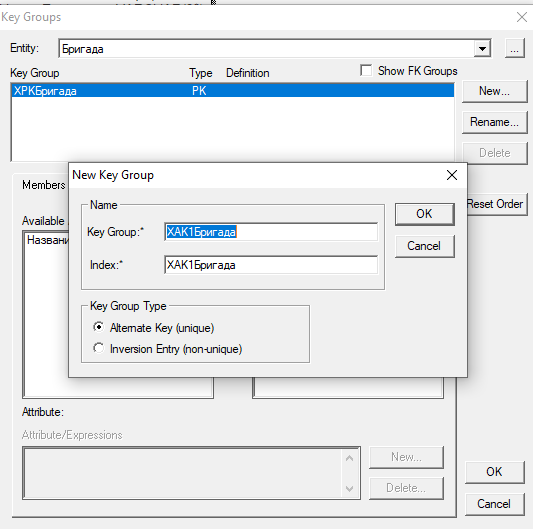 Key Groups
Entity:
Бригада
...
Key Group
Type
Definition
Show FK Groups
XPKБригада
PK
New...
Rename...
Delete
New Key Group
Members
Name
OK
Key Group:*
XAK1Бригада
Cancel
Index:*
XAK1Бригада
Reset Order
Available
Названи
Key Group Type
Alternate Key (unique)
Inversion Entry (non-unique)
Attribute:
Attribute/Expressions
New...
Delete...
OK
Cancel